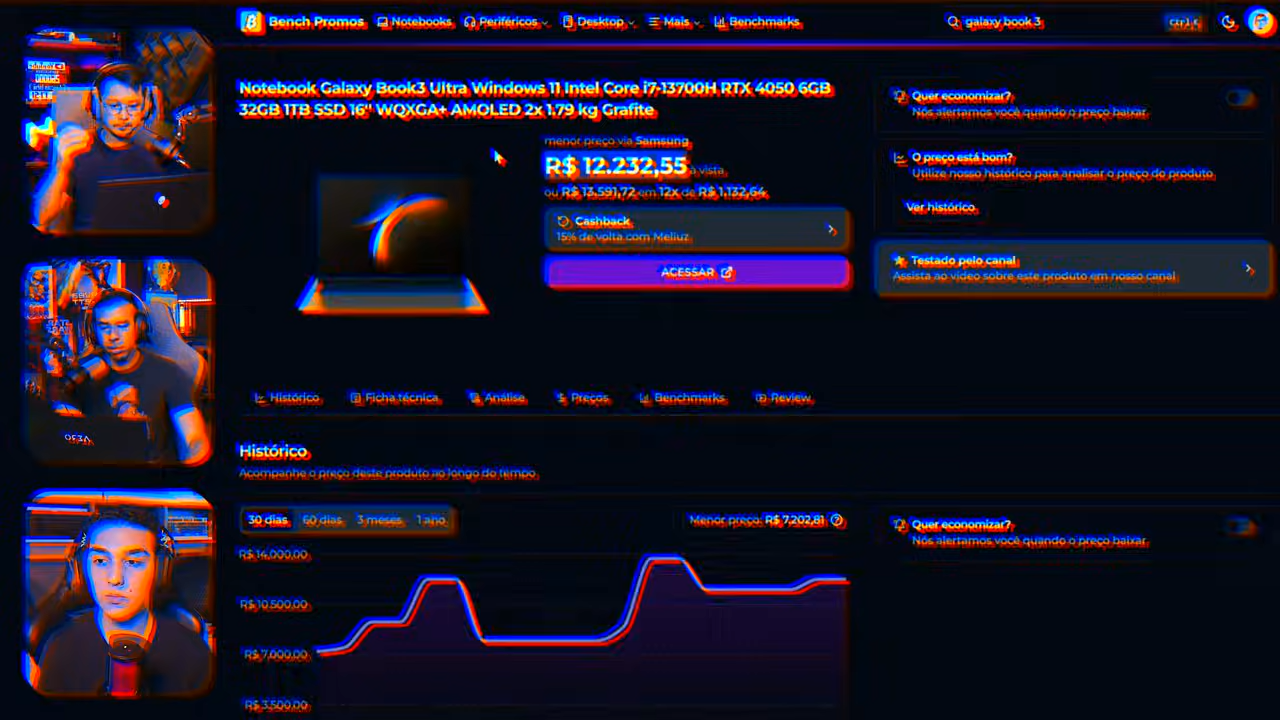 Bench Promos Notebooks Periféricos Desktop Mais Benchmarks galaxy book 3
Notebook Galaxy Book3 Ultra Windows 11 Intel Core i7-13700H RTX 4050 6GB
32GB 1TB SSD 16'' WQXGA+ AMOLED 2x 1.79 kg Grafite
menor preço via Samsung
R$ 12.232,55 à vista
ou R$ 13.591,72 em 12x de R$ 1.132,64
Cashback
15% de volta com Meliuz
ACESSAR
Quer economizar?
Nós alertamos você quando o preço baixar
O preço está bom?
Utilize nosso histórico para analisar o preço do produto
Ver histórico
Testado pelo canal
Assista ao vídeo sobre este produto em nosso canal
Histórico Ficha técnica Análise Preços Benchmarks Review
Histórico
Acompanhe o preço deste produto ao longo do tempo
30 dias 60 dias 3 meses 1 ano
Menor preço: R$ 7.202,81
Quer economizar?
Nós alertamos você quando o preço baixar
R$ 14.000,00
R$ 10.500,00
R$ 7.000,00
R$ 3.500,00